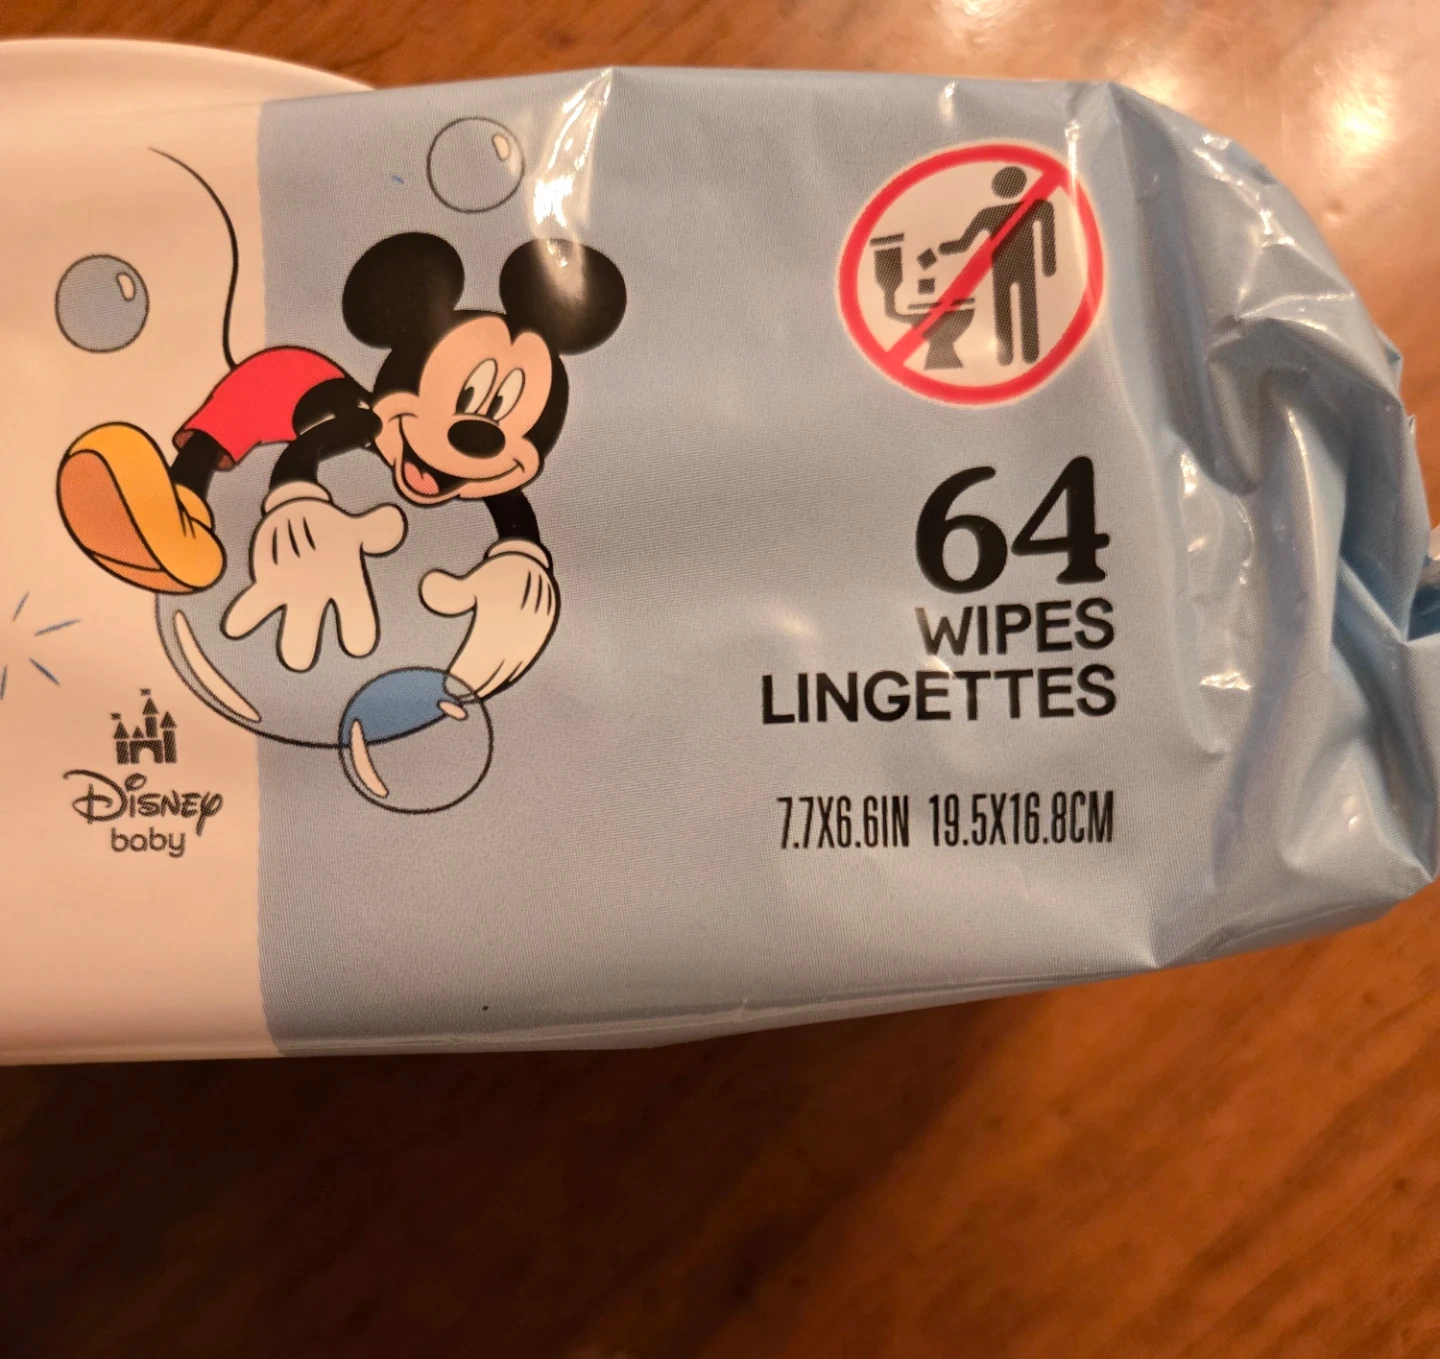 64
WIPES
LINGETTES
7.7X6.6IN 19.5X16.8CM
Disney
baby